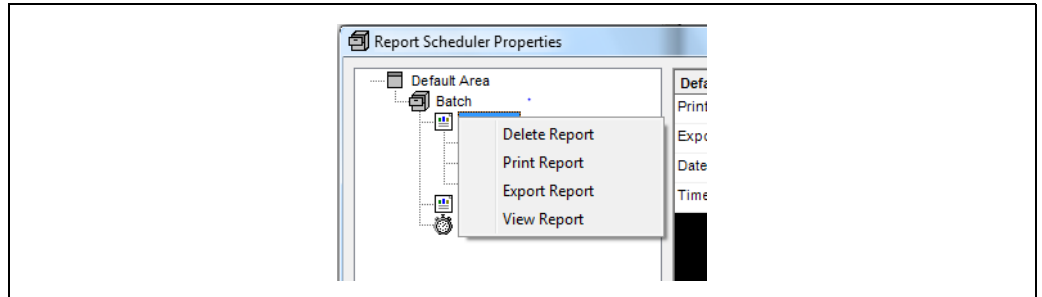 Report Scheduler Properties
Default Area
Batch
Delete Report
Print Report
Export Report
View Report
Defa
Print
Expo
Date
Time